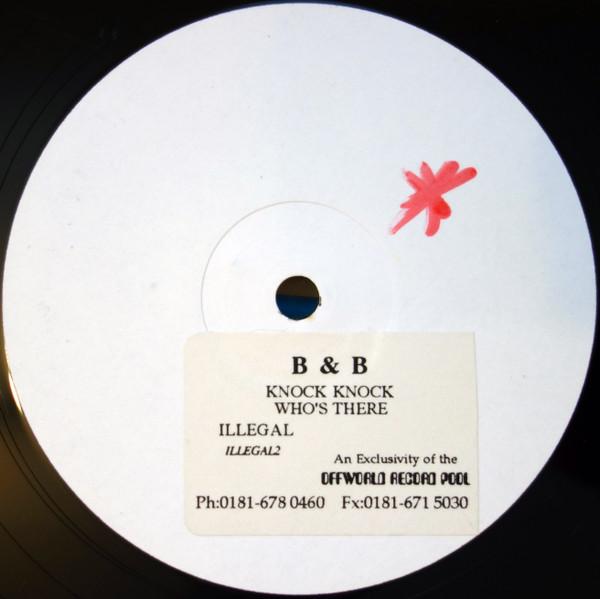 B & B
KNOCK KNOCK
WHO'S THERE
ILLEGAL
ILLEGAL2
An Exclusivity of the
OFFWORLD RECORD POOL
Ph:0181-678 0460 Fx:0181-671 5030